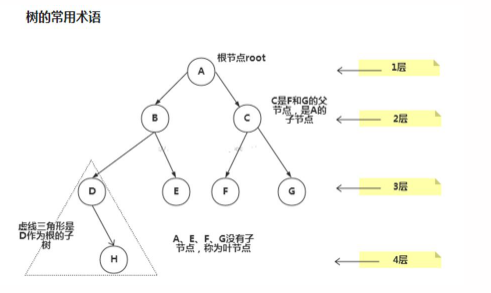 树的常用术语
根节点root
A
1层
C是F和G的父
节点，是A的
子节点
B
C
2层
D
E
F
G
3层
虚线三角形是
D作为根的子
树
A、E、F、G没有子
节点，称为叶节点
H
4层